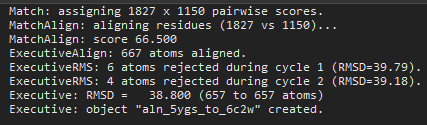 Match: assigning 1827 x 1150 pairwise scores.
MatchAlign: aligning residues (1827 vs 1150)...
MatchAlign: score 66.500
ExecutiveAlign: 667 atoms aligned.
ExecutiveRMS: 6 atoms rejected during cycle 1 (RMSD=39.79).
ExecutiveRMS: 4 atoms rejected during cycle 2 (RMSD=39.18).
Executive: RMSD =   38.800 (657 to 657 atoms)
Executive: object "aln_5ygs_to_6c2w" created.